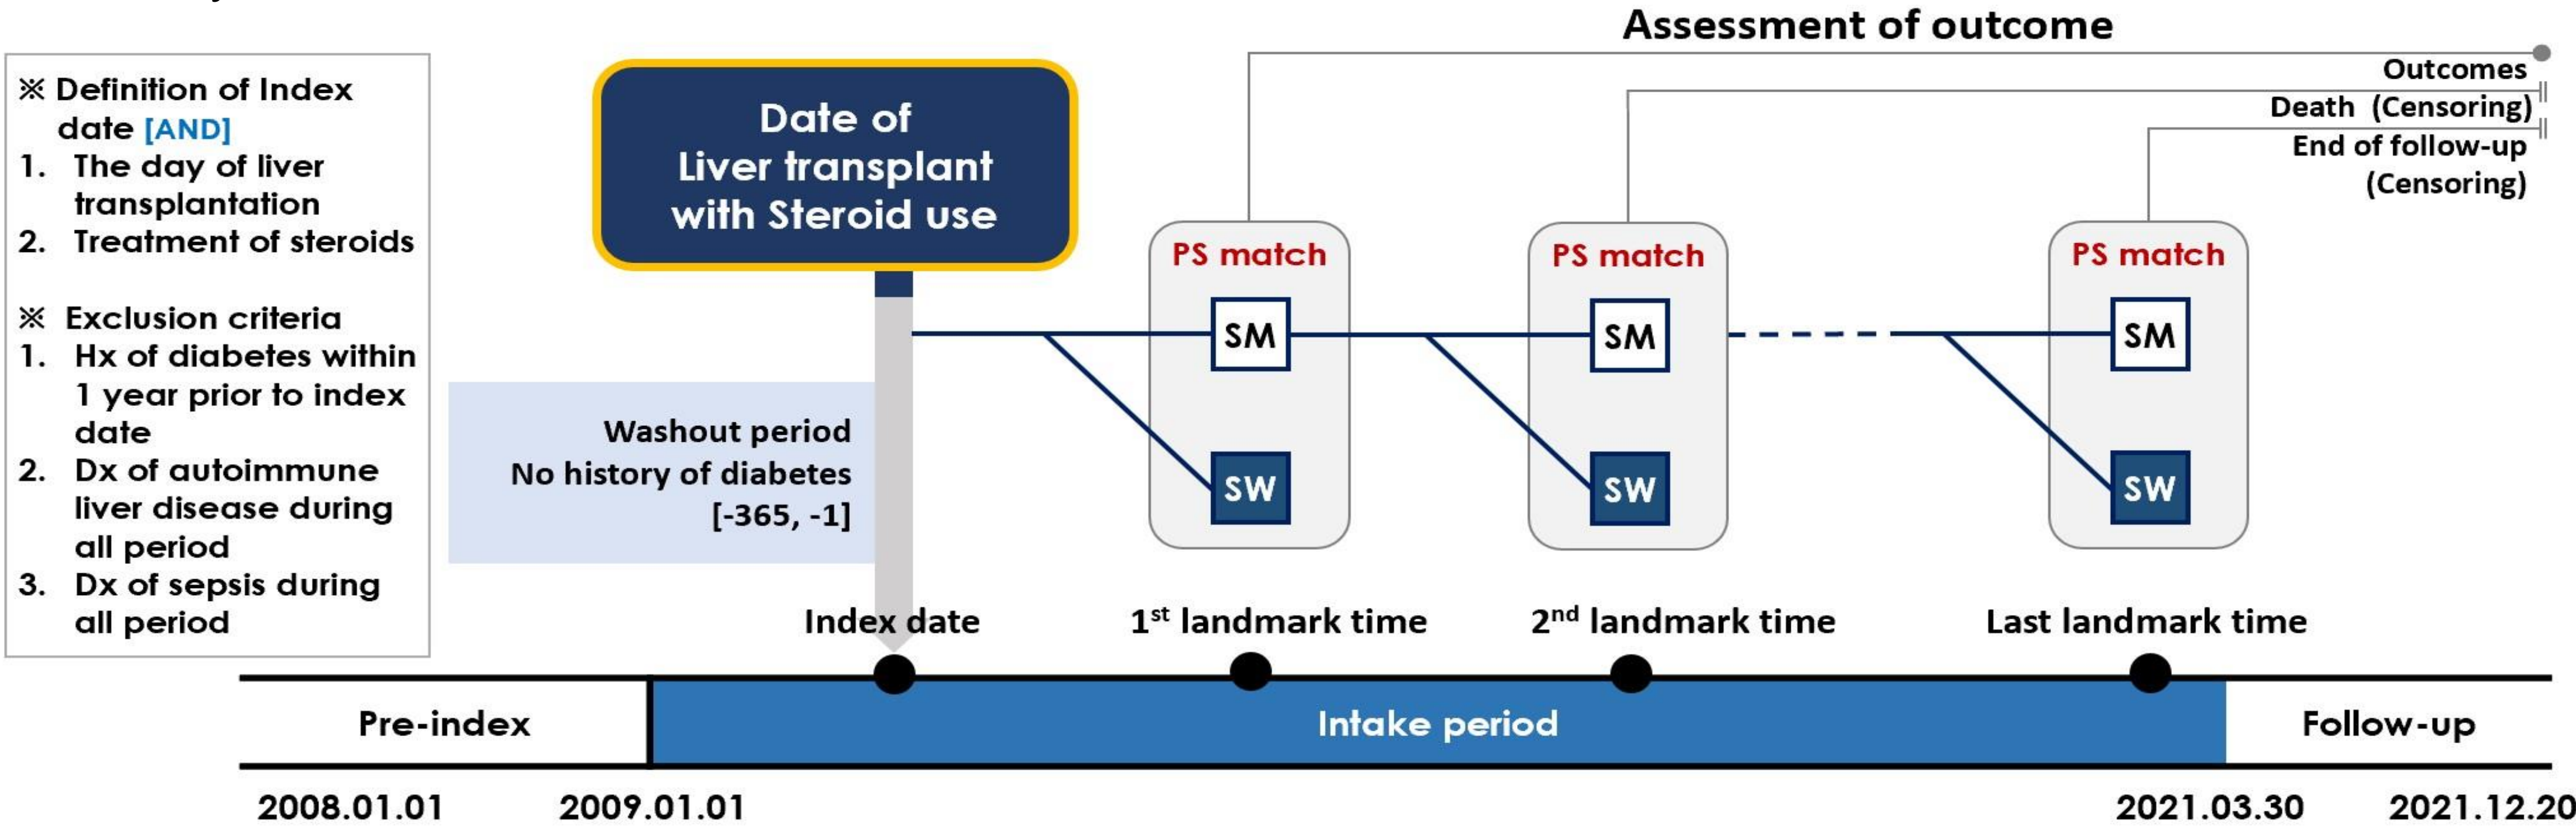 Assessment of outcome
※ Definition of Index
date [AND]
1. The day of liver
transplantation
2. Treatment of steroids
※ Exclusion criteria
1. Hx of diabetes within
1 year prior to index
date
2. Dx of autoimmune
liver disease during
all period
3. Dx of sepsis during
all period
Date of
Liver transplant
with Steroid use
Outcomes
Death (Censoring)
End of follow-up
(Censoring)
PS match
PS match
PS match
SM
SM
SM
SW
SW
SW
Washout period
No history of diabetes
[-365, -1]
Index date
1st landmark time
2nd landmark time
Last landmark time
Pre-index
Intake period
Follow-up
2008.01.01
2009.01.01
2021.03.30
2021.12.20